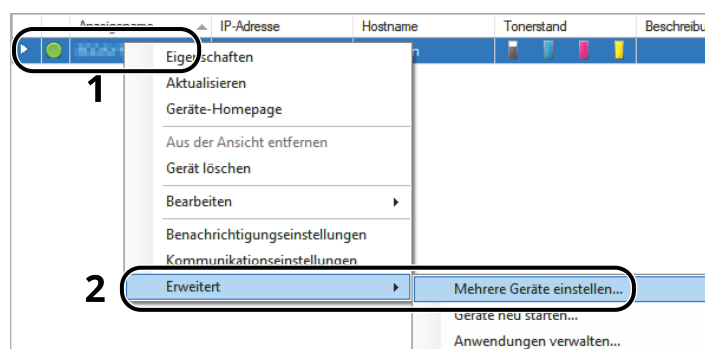 Anzeigename IP-Adresse Hostname Tonerstand
1
Eigenschaften
Aktualisieren
Geräte-Homepage
Aus der Ansicht entfernen
Gerät löschen
Bearbeiten
Benachrichtigungseinstellungen
Kommunikationseinstellungen
2 Erweitert Mehrere Geräte einstellen...
Geräte neu starten...
Anwendungen verwalten...